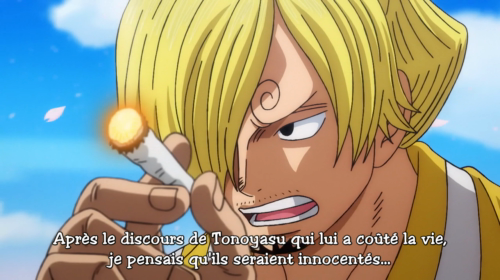 Après le discours de Tonoyasu qui lui a coûté la vie,
je pensais qu'ils seraient innocentés...